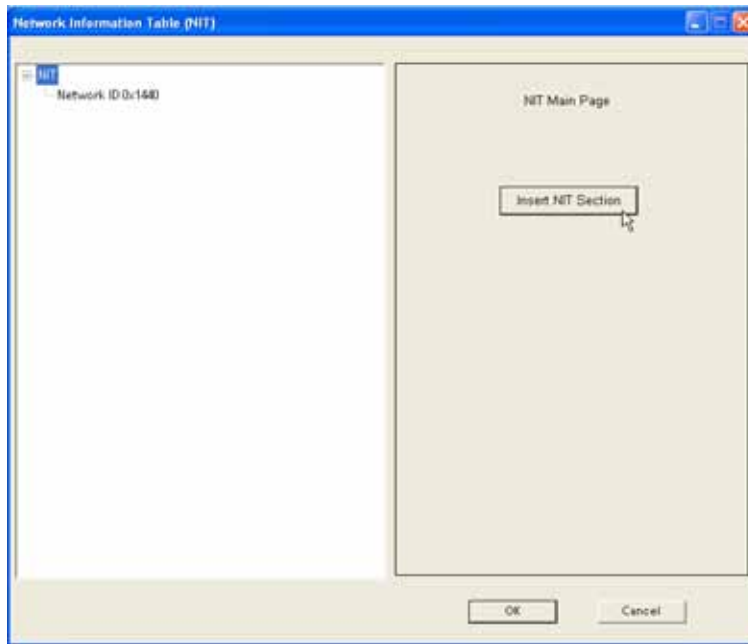 Network Information Table (NIT)
NIT
Network ID 0x1440
NIT Main Page
Insert NIT Section
OK
Cancel